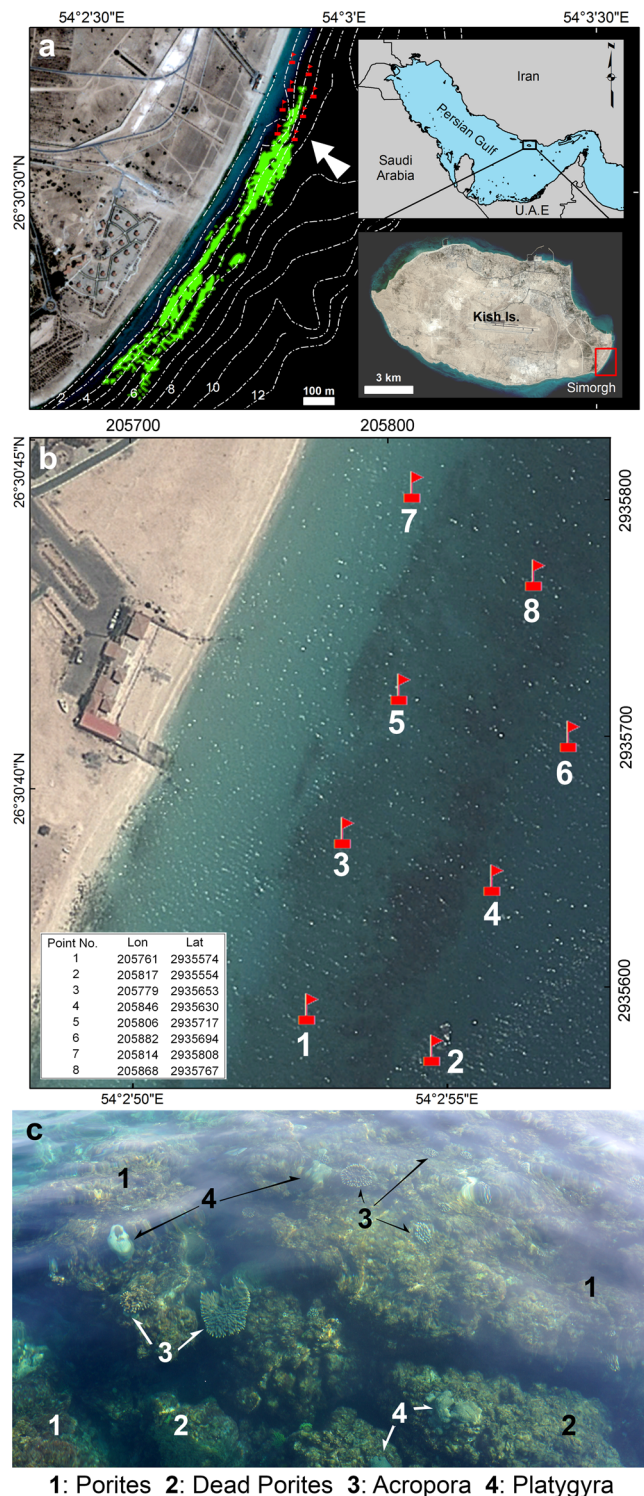 54°2'30"E 54°3'E 54°3'30"E
a
Iran
N
Persian Gulf
Saudi
Arabia
U.A.E
26°30'30"N
Kish Is.
3 km
Simorgh
2 4 6 8 10 12
100 m
205700 205800
b
26°30'45"N
2935800
7
8
5
2935700
6
26°30'40"N
3
4
2935600
1
2
Point No. Lon Lat
1 205761 2935574
2 205817 2935554
3 205779 2935653
4 205846 2935630
5 205806 2935717
6 205882 2935694
7 205814 2935808
8 205868 2935767
54°2'50"E 54°2'55"E
c
1
4
3
1
3
4
1
2
2
1: Porites 2: Dead Porites 3: Acropora 4: Platygyra